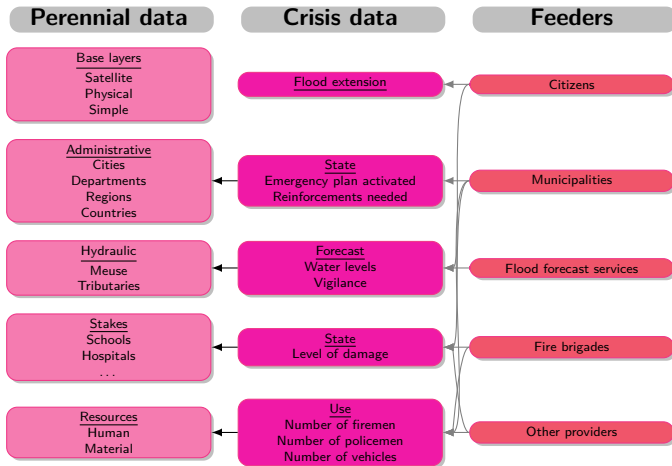 Perennial data
Crisis data
Feeders
Base layers
Satellite
Physical
Simple
Flood extension
Citizens
Administrative
Cities
Departments
Regions
Countries
State
Emergency plan activated
Reinforcements needed
Municipalities
Hydraulic
Meuse
Tributaries
Forecast
Water levels
Vigilance
Flood forecast services
Stakes
Schools
Hospitals
. . .
State
Level of damage
Fire brigades
Resources
Human
Material
Use
Number of firemen
Number of policemen
Number of vehicles
Other providers